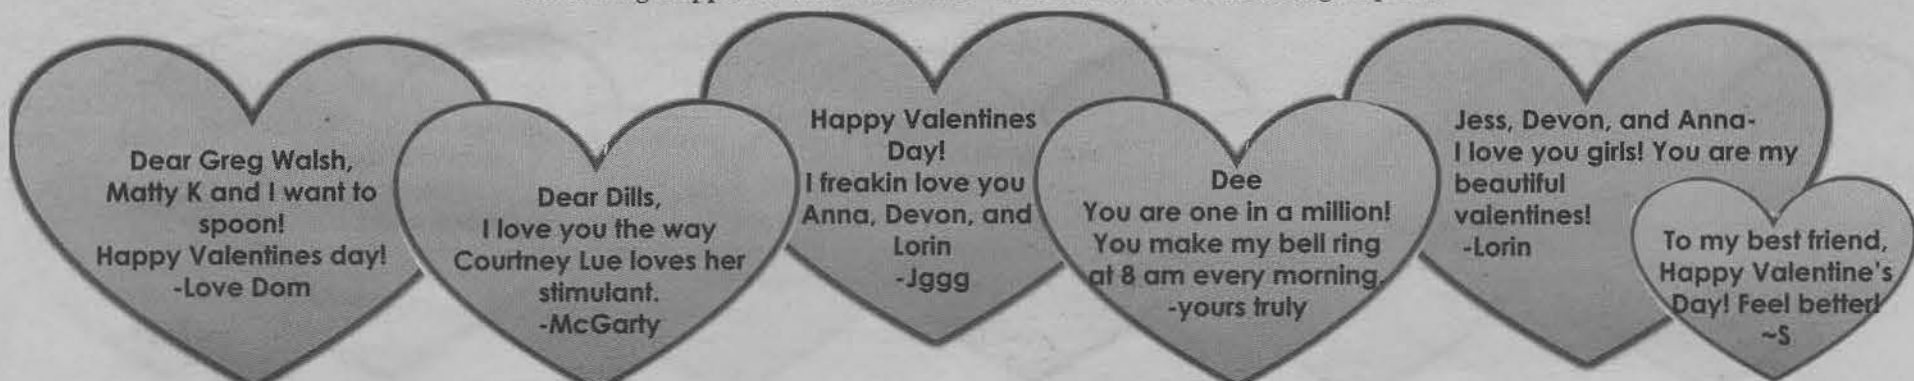 Dear Greg Walsh,
Matty K and I want to
spoon!
Happy Valentines day!
-Love Dom
Dear Dills,
I love you the way
Courtney Lue loves her
stimulant.
-McGarty
Happy Valentines
Day!
I freakin love you
Anna, Devon, and
Lorin
-Jggg
Dee
You are one in a million!
You make my bell ring
at 8 am every morning.
-yours truly
Jess, Devon, and Anna-
I love you girls! You are my
beautiful
valentines!
-Lorin
To my best friend,
Happy Valentine's
Day! Feel better!
~S